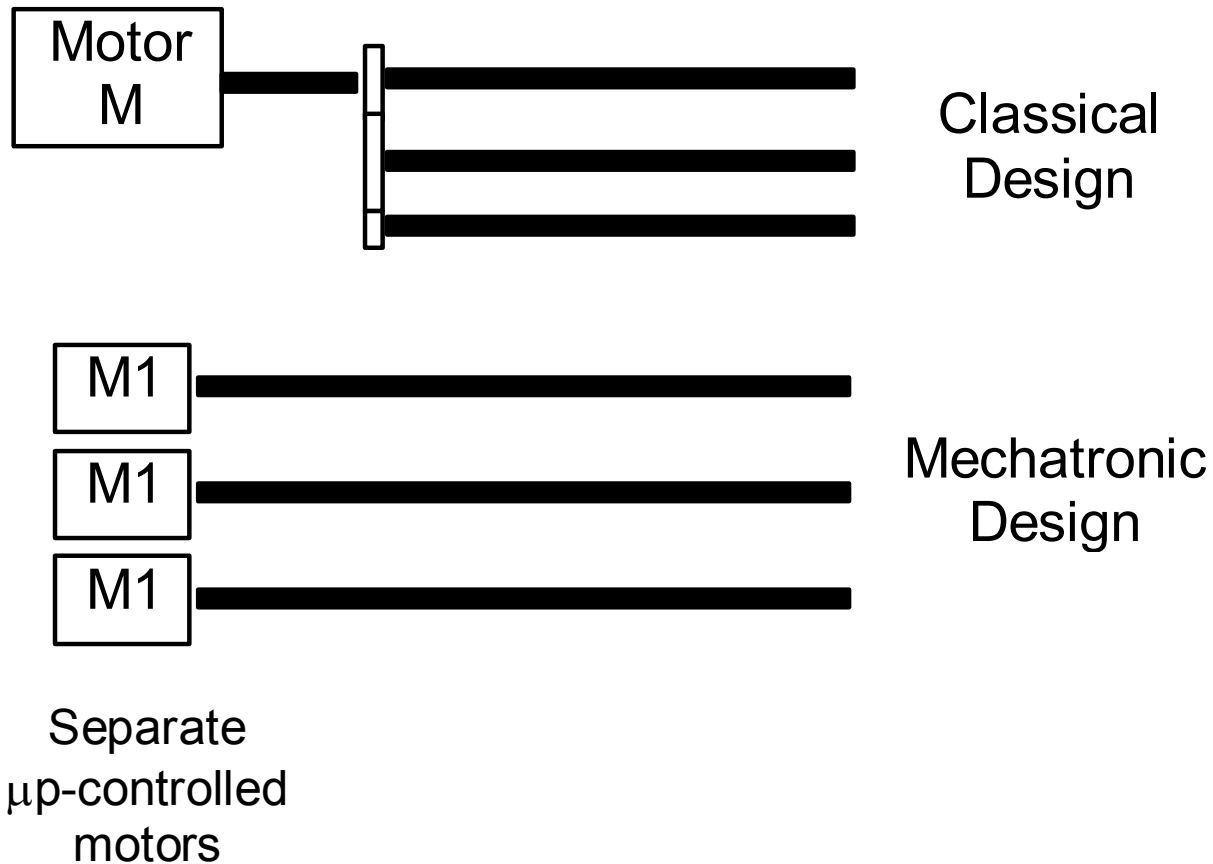 Motor
M
Classical
Design
M1
M1
M1
Mechatronic
Design
Separate
μp-controlled
motors